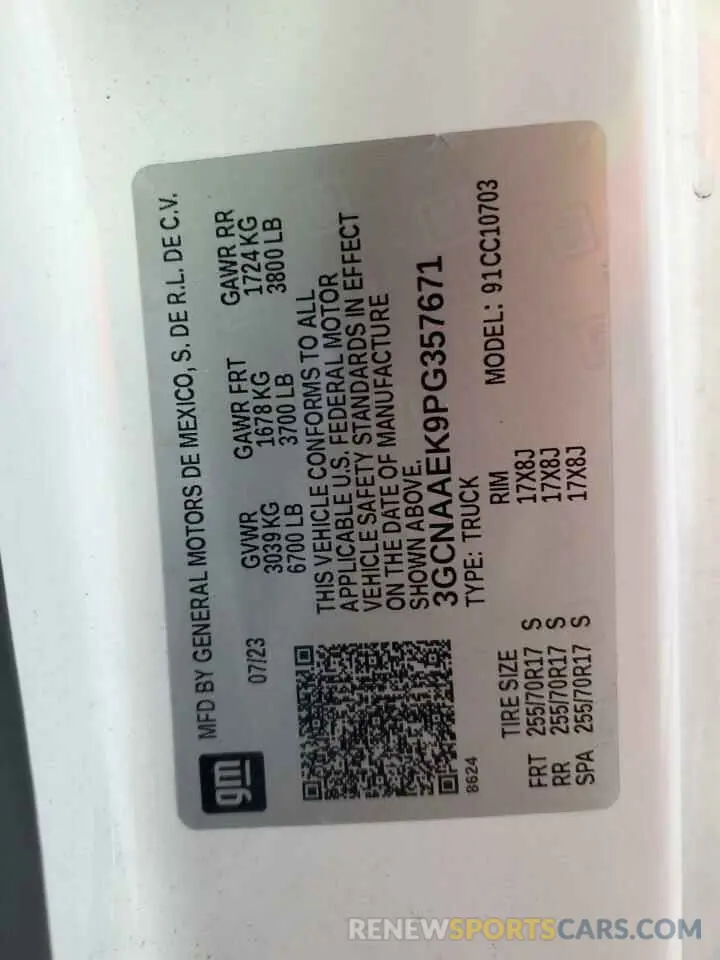 gm
MFD BY GENERAL MOTORS DE MEXICO, S. DE R.L. DE C.V.
07/23
GVWR GAWR FRT GAWR RR
3039 KG 1678 KG 1724 KG
6700 LB 3700 LB 3800 LB
THIS VEHICLE CONFORMS TO ALL
APPLICABLE U.S. FEDERAL MOTOR
VEHICLE SAFETY STANDARDS IN EFFECT
ON THE DATE OF MANUFACTURE
SHOWN ABOVE.
3GCNAAEK9PG357671
8624
TYPE: TRUCK MODEL: 91CC10703
TIRE SIZE RIM
FRT 255/70R17 S 17X8J
RR 255/70R17 S 17X8J
SPA 255/70R17 S 17X8J
RENEWSPORTSCARS.COM